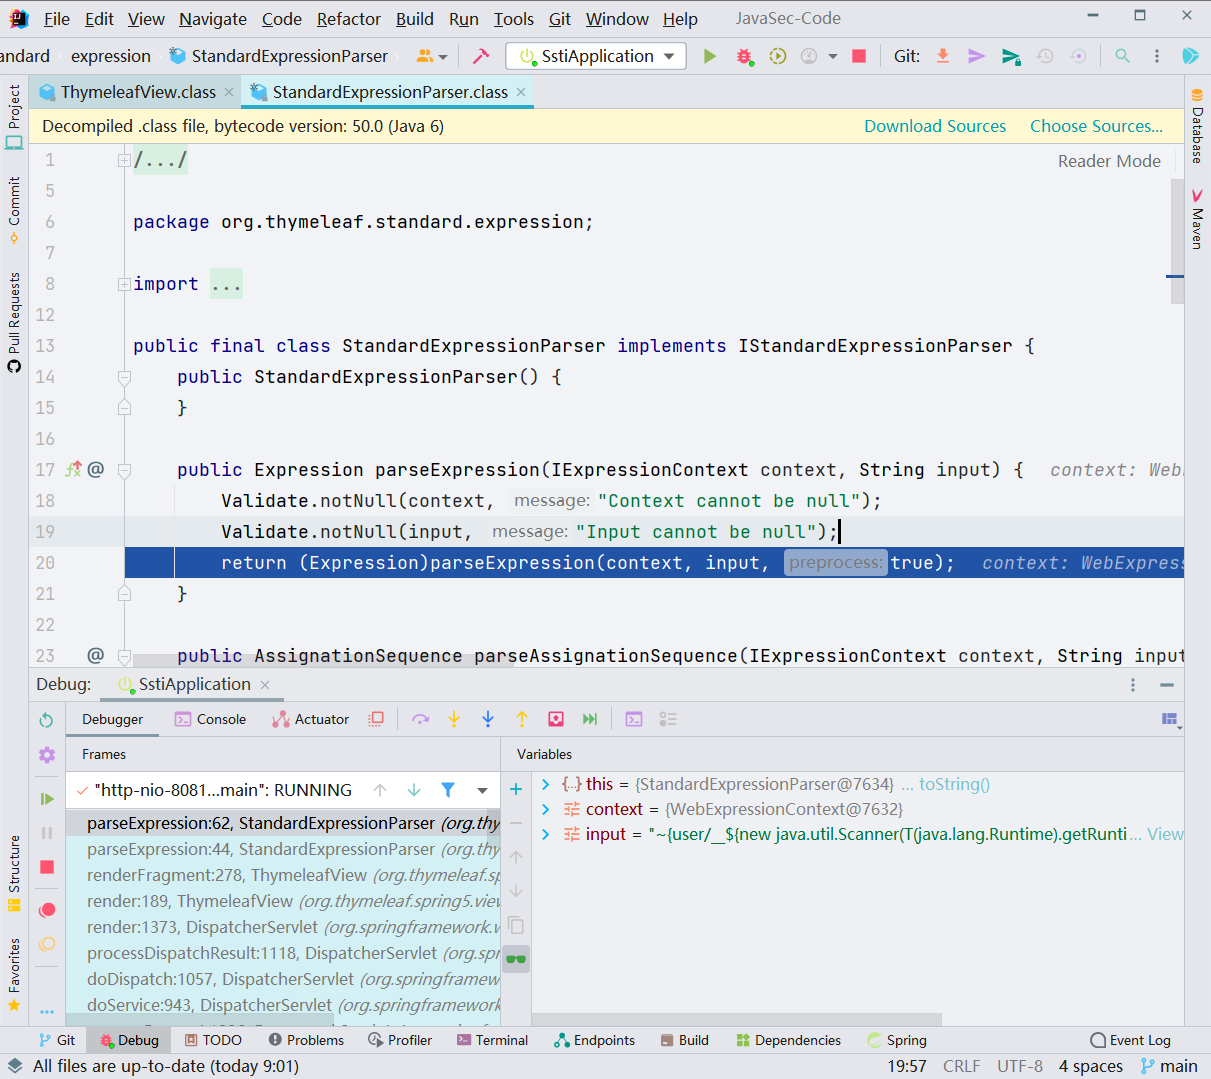 File Edit View Navigate Code Refactor Build Run Tools Git Window Help JavaSec-Code
andard expression StandardExpressionParser SstiApplication Git:
ThymeleafView.class StandardExpressionParser.class
Decompiled .class file, bytecode version: 50.0 (Java 6) Download Sources Choose Sources...
Reader Mode
1 /.../
5
6 package org.thymeleaf.standard.expression;
7
8 import ...
12
13 public final class StandardExpressionParser implements IStandardExpressionParser {
14 public StandardExpressionParser() {
15 }
16
17 @ public Expression parseExpression(IExpressionContext context, String input) { context: WebE
18 Validate.notNull(context, message: "Context cannot be null");
19 Validate.notNull(input, message: "Input cannot be null");
20 return (Expression)parseExpression(context, input, preprocess: true); context: WebExpress
21 }
22
23 @ public AssignationSequence parseAssignationSequence(IExpressionContext context, String input
Project
Commit
Pull Requests
Structure
Favorites
Database
Maven
Debug: SstiApplication
Debugger Console Actuator
Frames Variables
"http-nio-8081...main": RUNNING
parseExpression:62, StandardExpressionParser (org.thy
parseExpression:44, StandardExpressionParser (org.thy
renderFragment:278, ThymeleafView (org.thymeleaf.sp
render:189, ThymeleafView (org.thymeleaf.spring5.view
render:1373, DispatcherServlet (org.springframework.w
processDispatchResult:1118, DispatcherServlet (org.spr
doDispatch:1057, DispatcherServlet (org.springframew
doService:943, DispatcherServlet (org.springframework
this = {StandardExpressionParser@7634} ... toString()
context = {WebExpressionContext@7632}
input = "~{user/__${new java.util.Scanner(T(java.lang.Runtime).getRunti... View
Git Debug TODO Problems Profiler Terminal Endpoints Build Dependencies Spring Event Log
All files are up-to-date (today 9:01) 19:57 CRLF UTF-8 4 spaces main